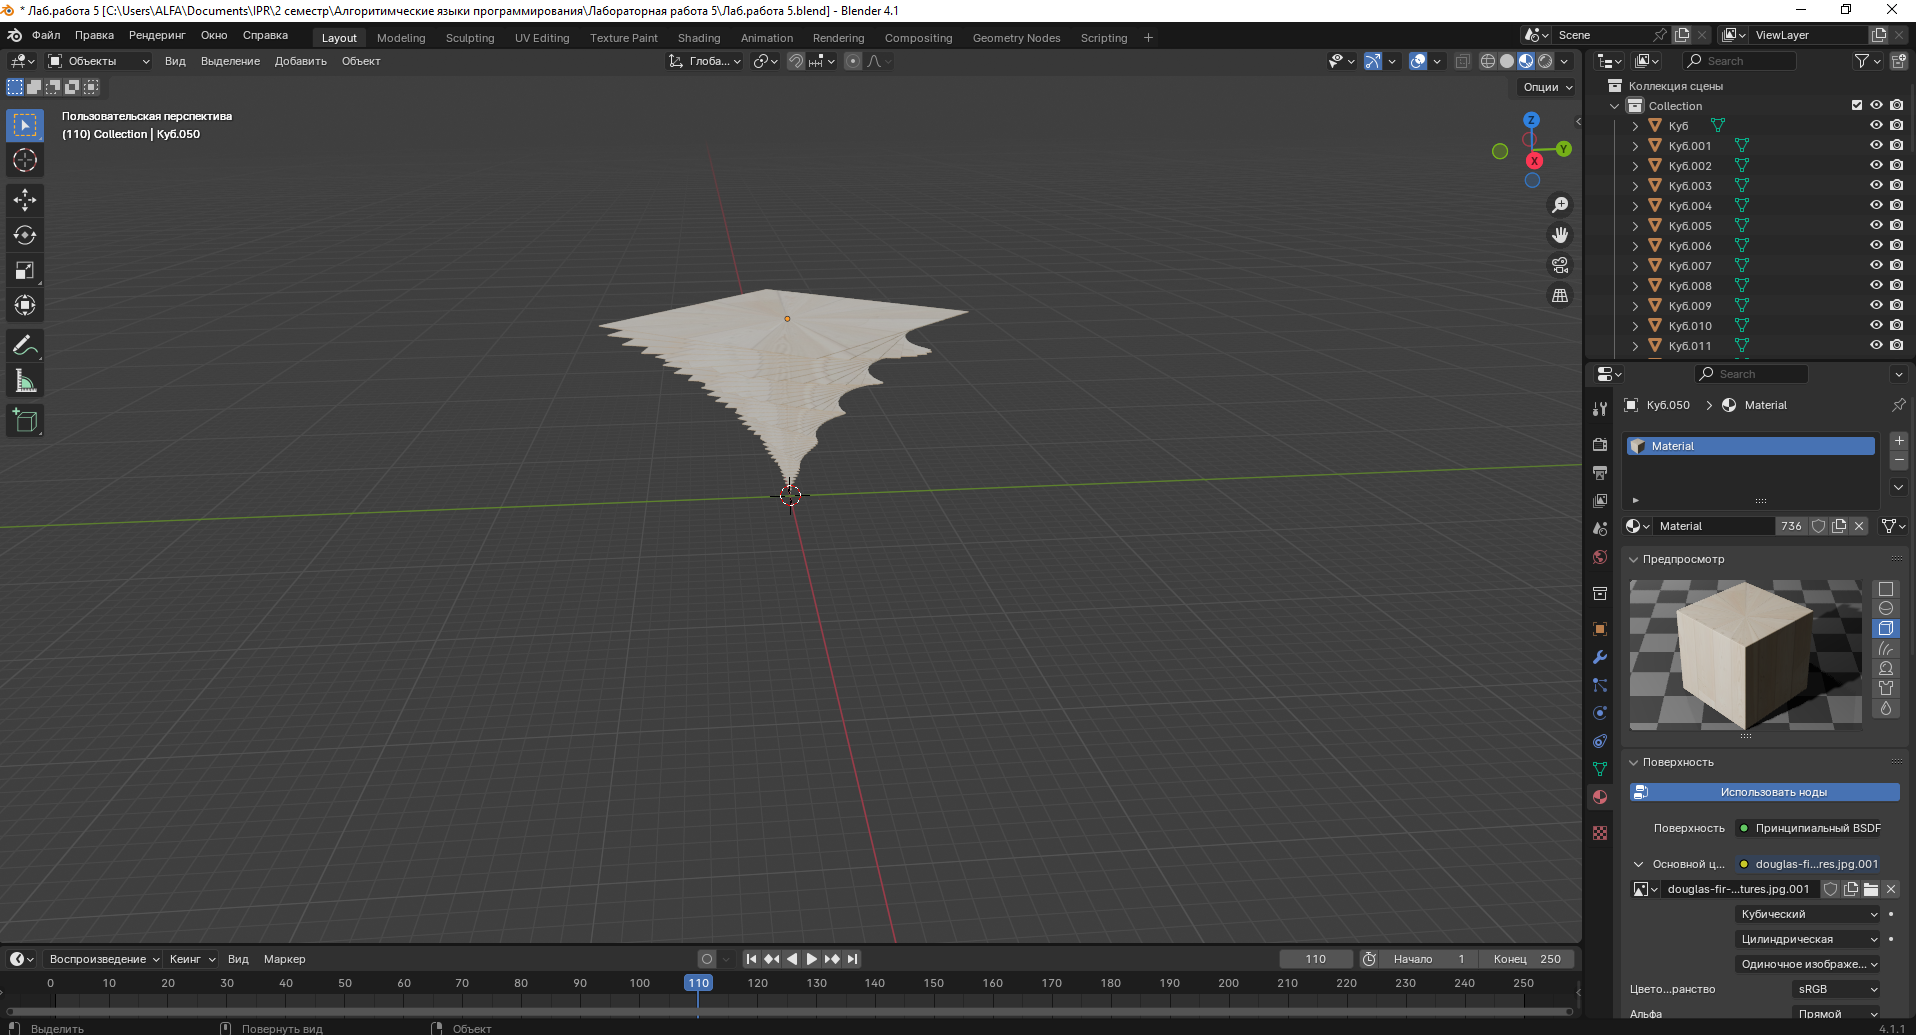 * Лаб.работа 5 [C:\Users\ALFA\Documents\IPR\2 семестр\Алгоритимческие языки программирования\Лабораторная работа 5\Лаб.работа 5.blend] - Blender 4.1
Файл Правка Рендеринг Окно Справка Layout Modeling Sculpting UV Editing Texture Paint Shading Animation Rendering Compositing Geometry Nodes Scripting + Scene ViewLayer
Объекты Вид Выделение Добавить Объект Глоба... Search
Опции
Пользовательская перспектива
(110) Collection | Куб.050
Z
Y
X
Коллекция сцены
Collection
Куб
Куб.001
Куб.002
Куб.003
Куб.004
Куб.005
Куб.006
Куб.007
Куб.008
Куб.009
Куб.010
Куб.011
Search
Куб.050 > Material
Material
Material 736
Предпросмотр
Поверхность
Использовать ноды
Поверхность Принципиальный BSDF
Основной ц... douglas-fi...res.jpg.001
douglas-fir-...tures.jpg.001
Кубический
Цилиндрическая
Одиночное изображе...
Цвето...ранство sRGB
Альфа Прямой
Воспроизведение Кеинг Вид Маркер 110 Начало 1 Конец 250
0 10 20 30 40 50 60 70 80 90 100 110 120 130 140 150 160 170 180 190 200 210 220 230 240 250
Выделить Повернуть вид Объект 4.1.1